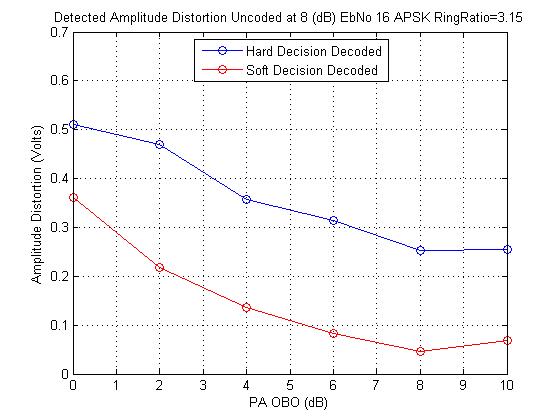 Detected Amplitude Distortion Uncoded at 8 (dB) EbNo 16 APSK RingRatio=3.15
Hard Decision Decoded
Soft Decision Decoded
Amplitude Distortion (Volts)
0.7
0.6
0.5
0.4
0.3
0.2
0.1
0
0 1 2 3 4 5 6 7 8 9 10
PA OBO (dB)